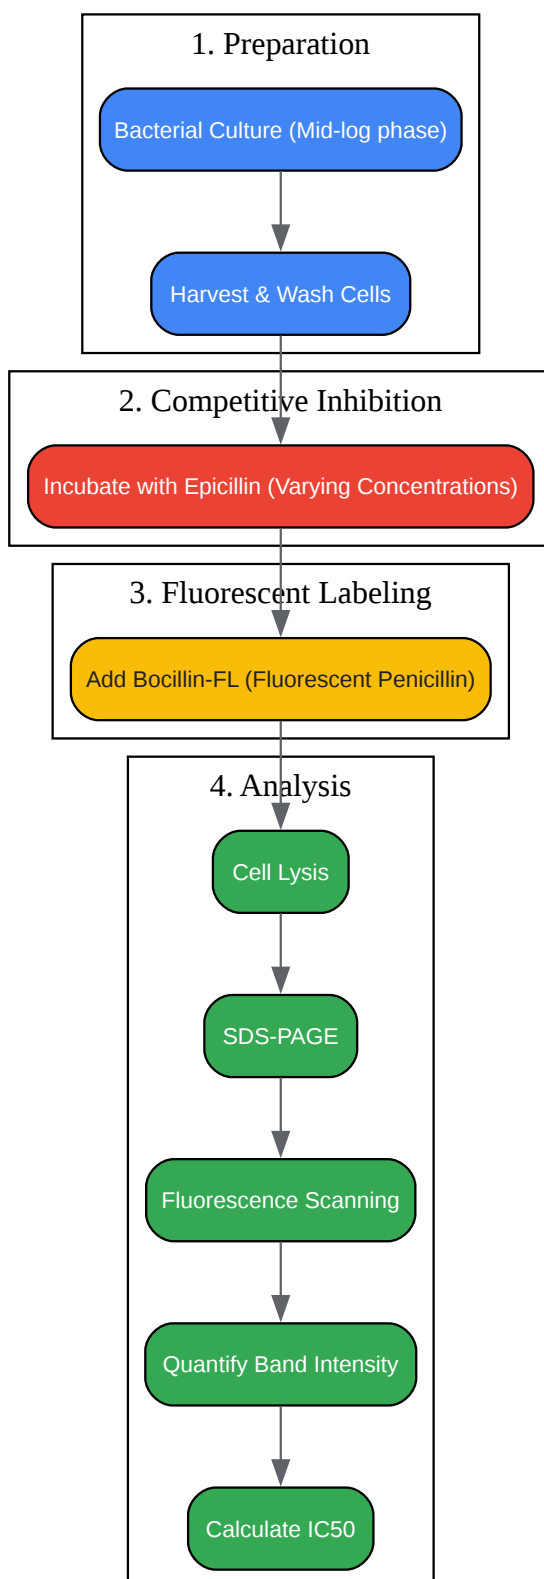 1. Preparation
Bacterial Culture (Mid-log phase)
Harvest & Wash Cells
2. Competitive Inhibition
Incubate with Epicillin (Varying Concentrations)
3. Fluorescent Labeling
Add Bocillin-FL (Fluorescent Penicillin)
4. Analysis
Cell Lysis
SDS-PAGE
Fluorescence Scanning
Quantify Band Intensity
Calculate IC50